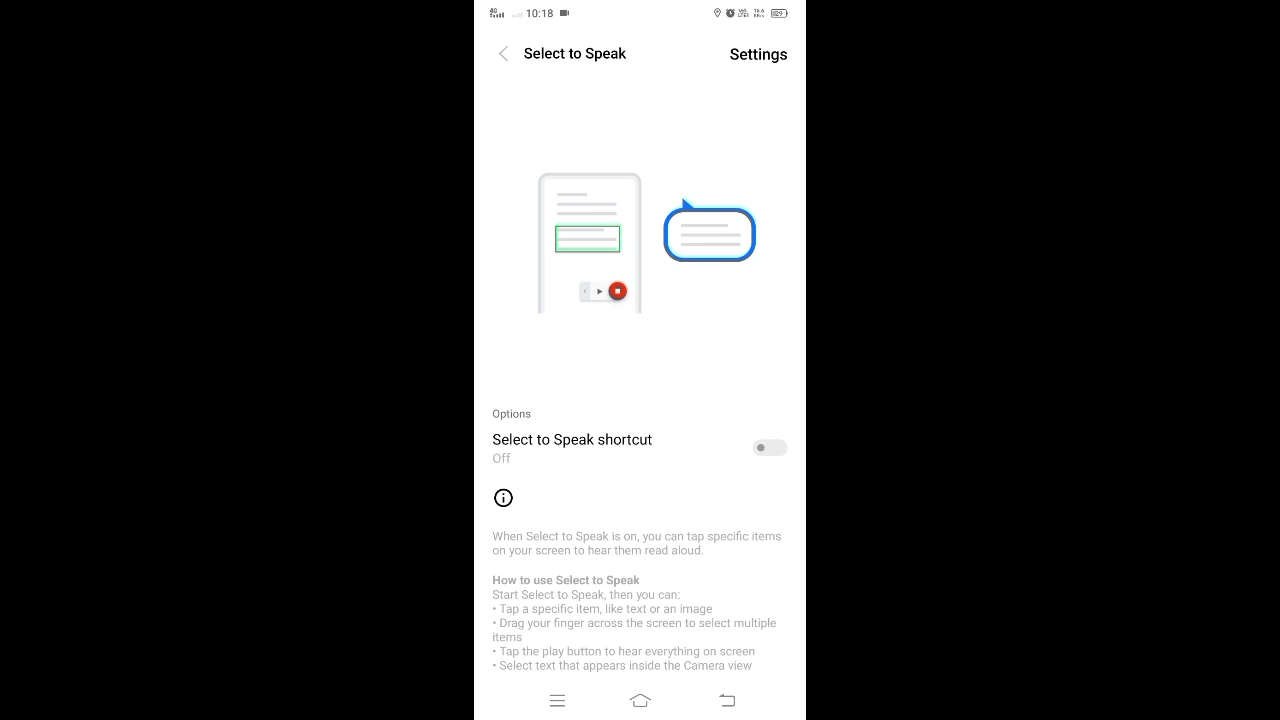 4G 10:18
Select to Speak
Settings
Options
Select to Speak shortcut
Off
When Select to Speak is on, you can tap specific items
on your screen to hear them read aloud.
How to use Select to Speak
Start Select to Speak, then you can:
• Tap a specific item, like text or an image
• Drag your finger across the screen to select multiple
items
• Tap the play button to hear everything on screen
• Select text that appears inside the Camera view